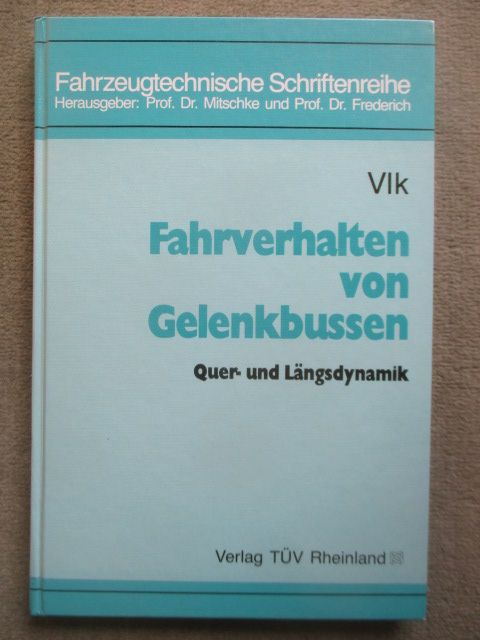 Fahrzeugtechnische Schriftenreihe
Herausgeber: Prof. Dr. Mitschke und Prof. Dr. Frederich
Vlk
Fahrverhalten
von
Gelenkbussen
Quer- und Längsdynamik
Verlag TÜV Rheinland